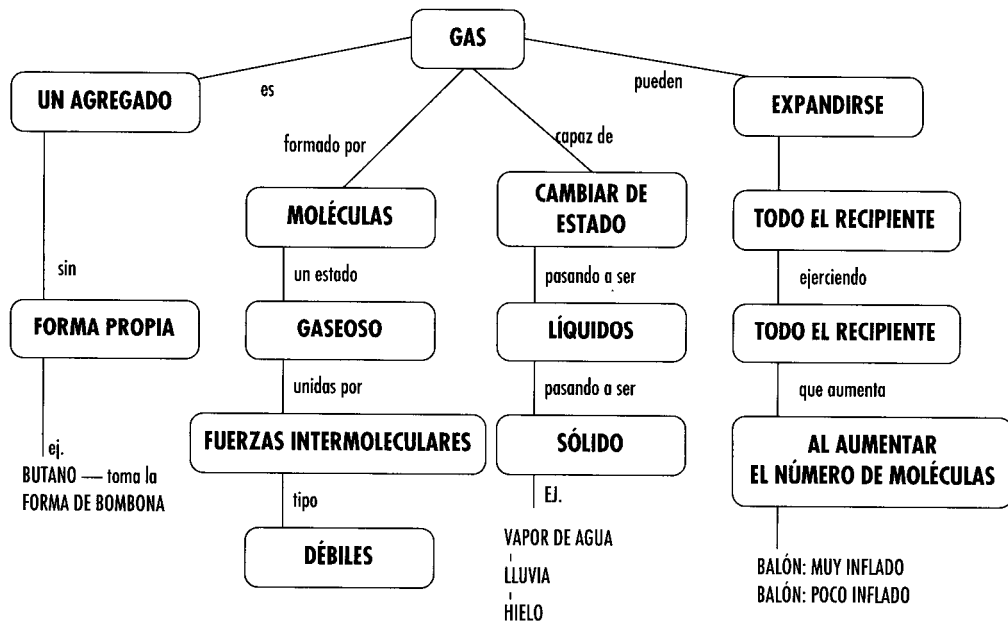 GAS
es
pueden
UN AGREGADO
EXPANDIRSE
formado por
capaz de
MOLÉCULAS
CAMBIAR DE
ESTADO
TODO EL RECIPIENTE
sin
un estado
pasando a ser
ejerciendo
FORMA PROPIA
GASEOSO
LÍQUIDOS
TODO EL RECIPIENTE
unidas por
pasando a ser
que aumenta
FUERZAS INTERMOLECULARES
SÓLIDO
AL AUMENTAR
EL NÚMERO DE MOLÉCULAS
ej.
BUTANO — toma la
FORMA DE BOMBONA
tipo
EJ.
DÉBILES
VAPOR DE AGUA
LLUVIA
HIELO
BALÓN: MUY INFLADO
BALÓN: POCO INFLADO